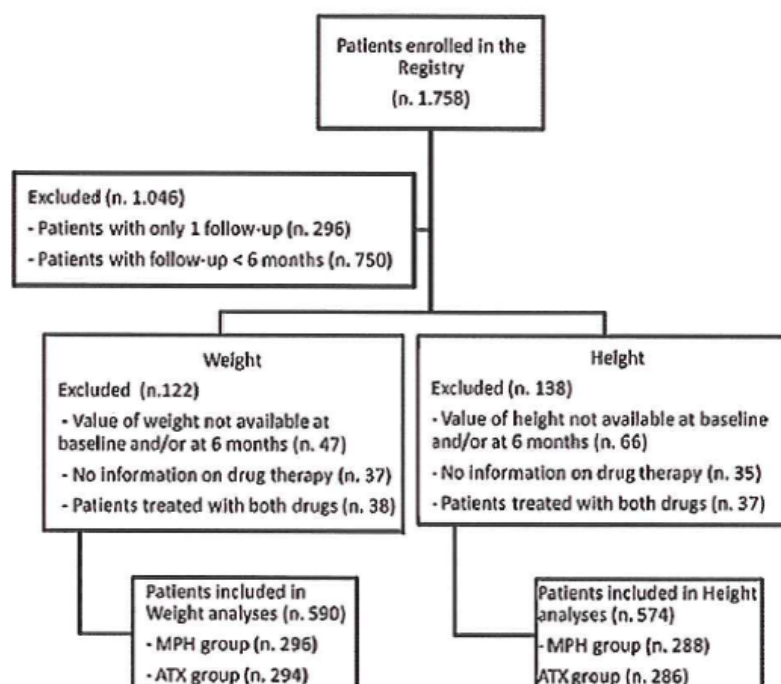 Patients enrolled in the
Registry
(n. 1.758)
Excluded (n. 1.046)
- Patients with only 1 follow-up (n. 296)
- Patients with follow-up < 6 months (n. 750)
Weight
Excluded (n.122)
- Value of weight not available at
baseline and/or at 6 months (n. 47)
- No information on drug therapy (n. 37)
- Patients treated with both drugs (n. 38)
Height
Excluded (n. 138)
- Value of height not available at baseline
and/or at 6 months (n. 66)
- No information on drug therapy (n. 35)
- Patients treated with both drugs (n. 37)
Patients included in
Weight analyses (n. 590)
- MPH group (n. 296)
- ATX group (n. 294)
Patients included in Height
analyses (n. 574)
- MPH group (n. 288)
ATX group (n. 286)